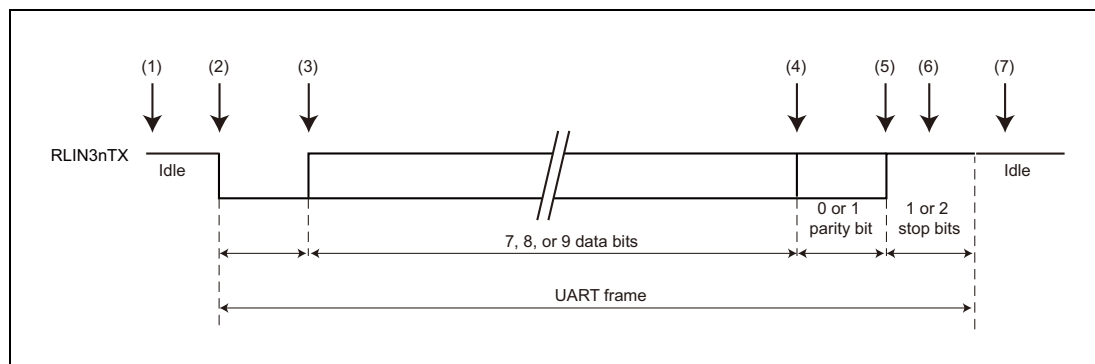 (1) (2) (3) (4) (5) (6) (7)
RLIN3nTX
Idle
Idle
0 or 1
parity bit
1 or 2
stop bits
7, 8, or 9 data bits
UART frame